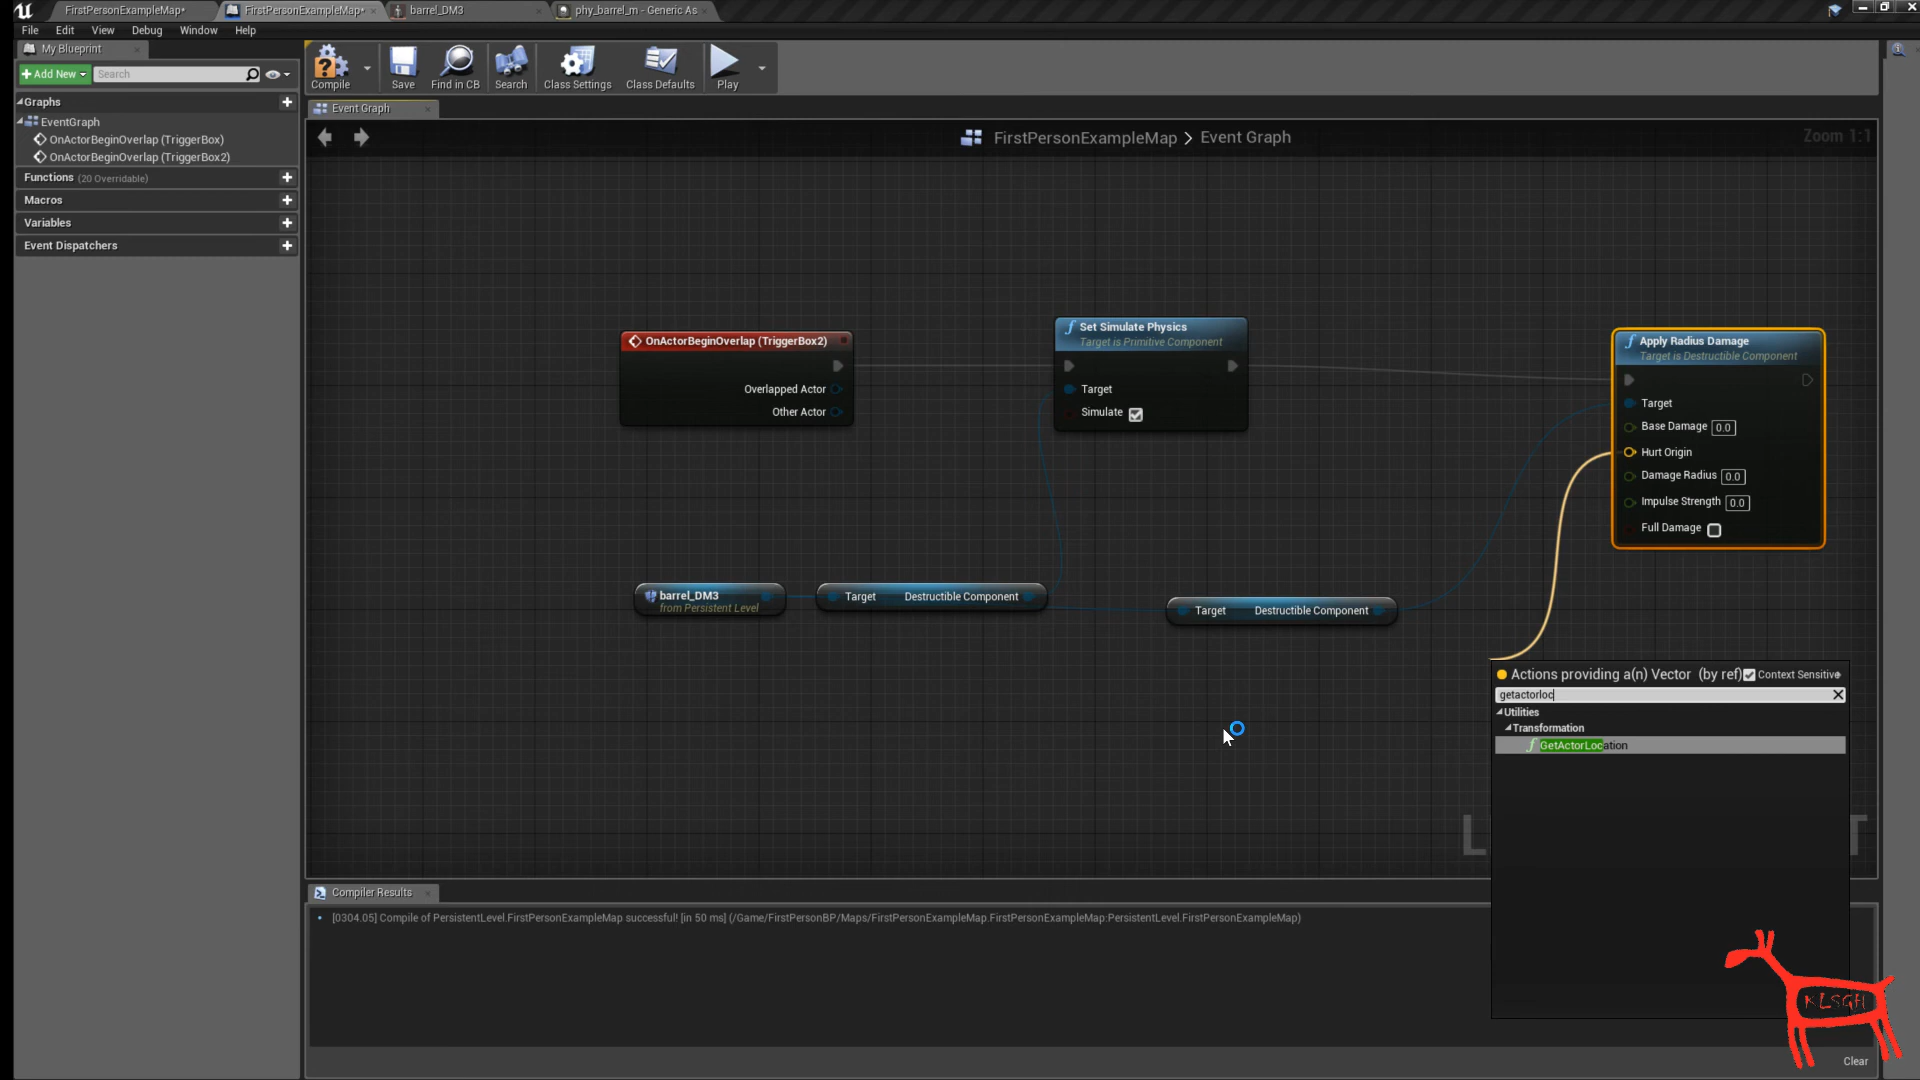 FirstPersonExampleMap•
FirstPersonExampleMap•
barrel_DM3
phy_barrel_m - Generic As
File Edit View Debug Window Help
My Blueprint
Add New
Search
Compile
Save
Find in CB
Search
Class Settings
Class Defaults
Play
Graphs
EventGraph
OnActorBeginOverlap (TriggerBox)
OnActorBeginOverlap (TriggerBox2)
Functions (20 Overridable)
Macros
Variables
Event Dispatchers
Event Graph
FirstPersonExampleMap > Event Graph
Zoom 1:1
OnActorBeginOverlap (TriggerBox2)
Overlapped Actor
Other Actor
Set Simulate Physics
Target is Primitive Component
Target
Simulate
Apply Radius Damage
Target is Destructible Component
Target
Base Damage 0.0
Hurt Origin
Damage Radius 0.0
Impulse Strength 0.0
Full Damage
barrel_DM3
from Persistent Level
Target Destructible Component
Target Destructible Component
Actions providing a(n) Vector (by ref)
Context Sensitive
getactorloc
Utilities
Transformation
GetActorLocation
Compiler Results
[0304.05] Compile of PersistentLevel.FirstPersonExampleMap successful! [in 50 ms] (/Game/FirstPersonBP/Maps/FirstPersonExampleMap.FirstPersonExampleMap:PersistentLevel.FirstPersonExampleMap)
KLSGH
Clear